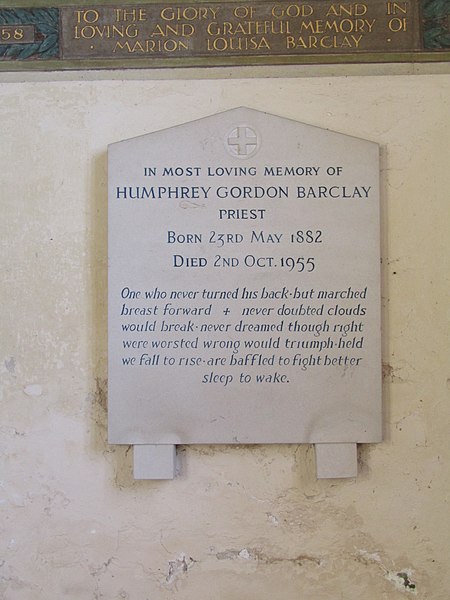 TO THE GLORY OF GOD AND IN
58 LOVING AND GRATEFUL MEMORY OF
MARION LOUISA BARCLAY
IN MOST LOVING MEMORY OF
HUMPHREY GORDON BARCLAY
PRIEST
BORN 23RD MAY 1882
DIED 2ND OCT. 1955
One who never turned his back·but marched
breast forward + never doubted clouds
would break·never dreamed though right
were worsted wrong would triumph·held
we fall to rise·are baffled to fight better
sleep to wake.